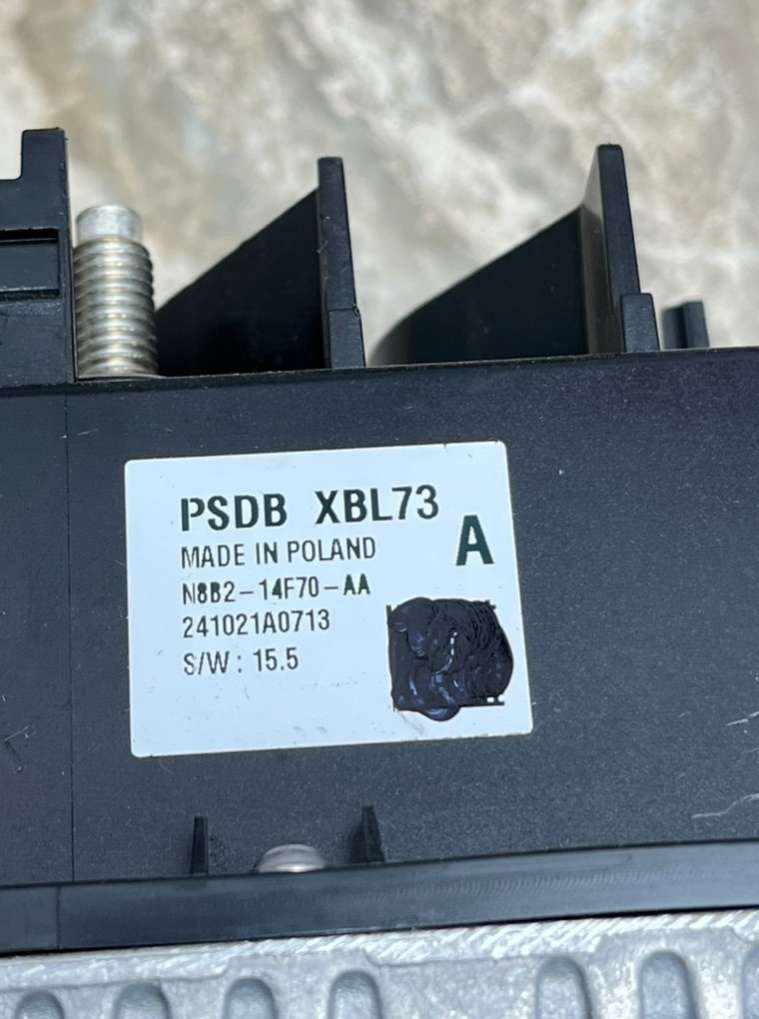 PSDB XBL73
A
MADE IN POLAND
N8B2-14F70-AA
241021A0713
S/W : 15.5